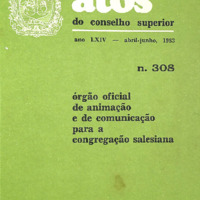 atos
do conselho superior
ano LXIV — abril-junho, 1983
n. 308
órgão oficial
de animação
e de comunicação
para a
congregação salesiana